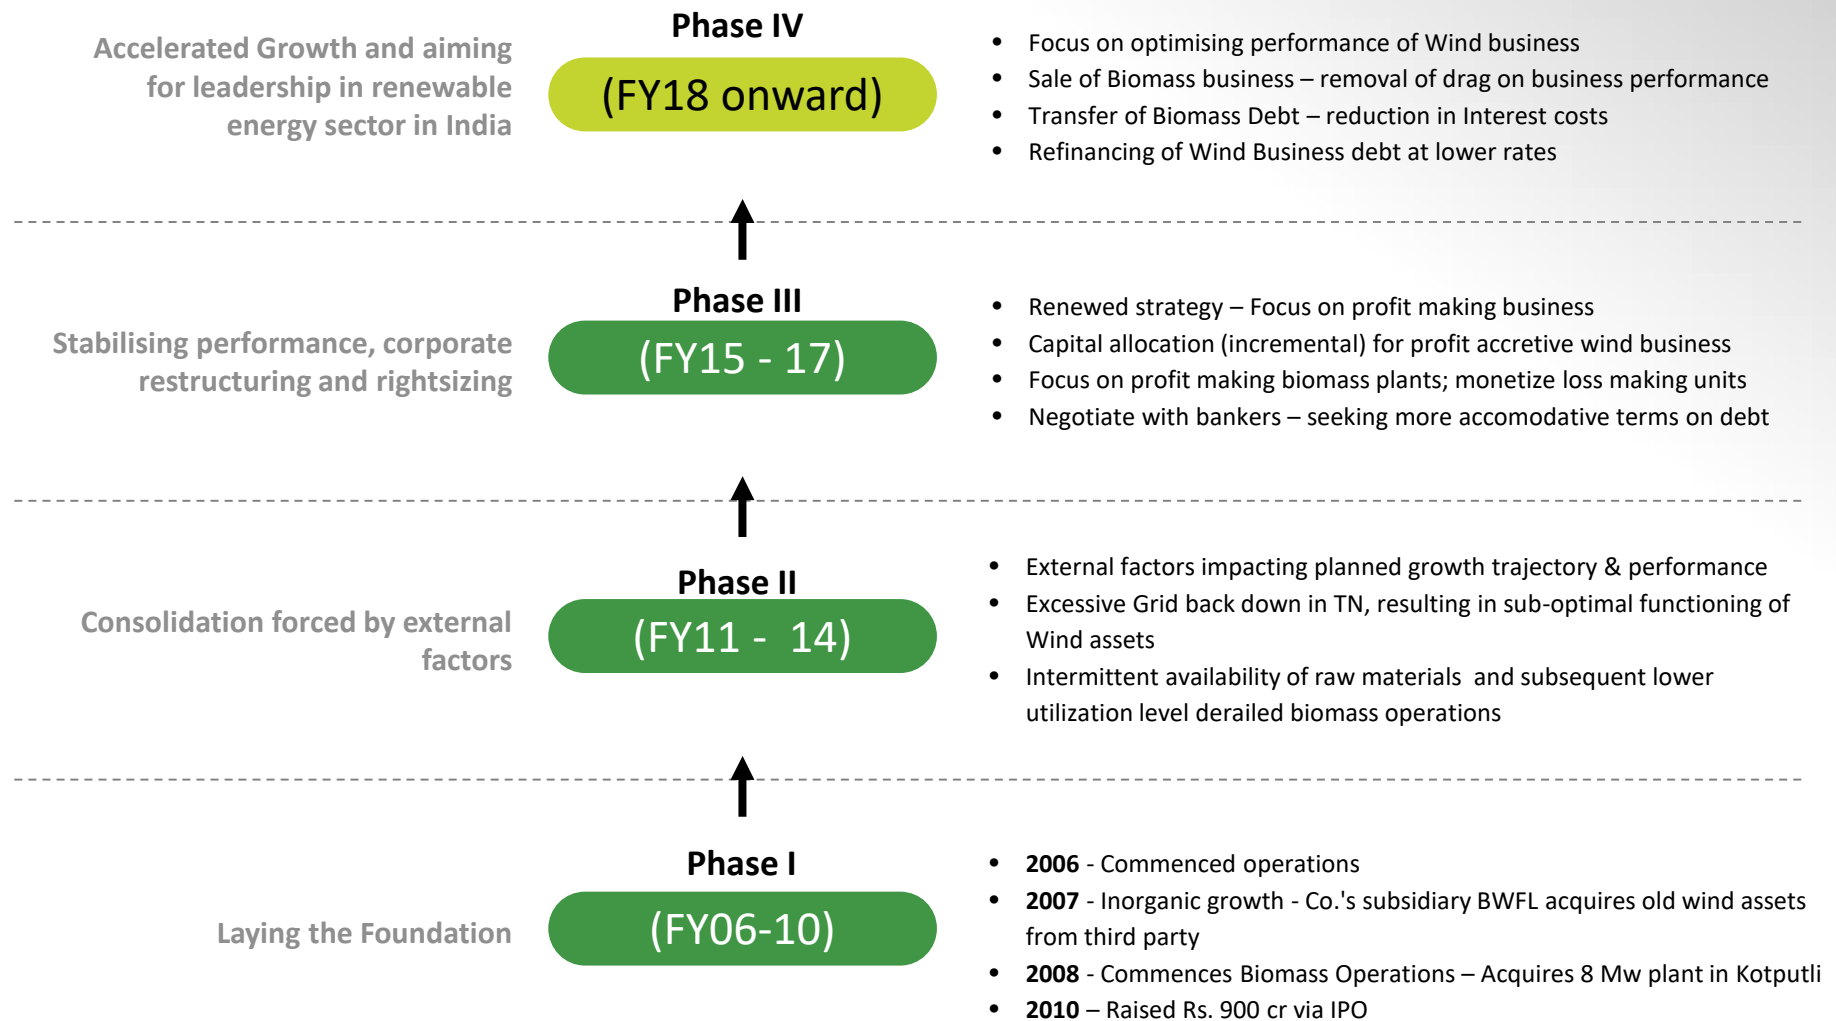 Phase IV
Accelerated Growth and aiming
for leadership in renewable
energy sector in India
(FY18 onward)
• Focus on optimising performance of Wind business
• Sale of Biomass business – removal of drag on business performance
• Transfer of Biomass Debt – reduction in Interest costs
• Refinancing of Wind Business debt at lower rates
Phase III
Stabilising performance, corporate
restructuring and rightsizing
(FY15 - 17)
• Renewed strategy – Focus on profit making business
• Capital allocation (incremental) for profit accretive wind business
• Focus on profit making biomass plants; monetize loss making units
• Negotiate with bankers – seeking more accomodative terms on debt
Phase II
Consolidation forced by external
factors
(FY11 - 14)
• External factors impacting planned growth trajectory & performance
• Excessive Grid back down in TN, resulting in sub-optimal functioning of
Wind assets
• Intermittent availability of raw materials and subsequent lower
utilization level derailed biomass operations
Phase I
Laying the Foundation
(FY06-10)
• 2006 - Commenced operations
• 2007 - Inorganic growth - Co.'s subsidiary BWFL acquires old wind assets
from third party
• 2008 - Commences Biomass Operations – Acquires 8 Mw plant in Kotputli
• 2010 – Raised Rs. 900 cr via IPO